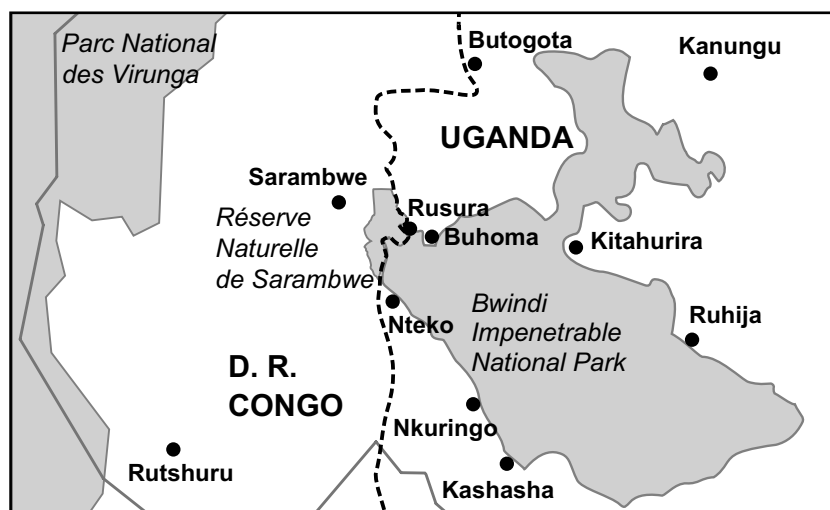 Parc National
des Virunga
Butogota
Kanungu
UGANDA
Sarambwe
Réserve
Naturelle
de Sarambwe
Rusura
Buhoma
Kitahurira
Nteko
Bwindi
Impenetrable
National Park
Ruhija
D. R.
CONGO
Nkuringo
Rutshuru
Kashasha